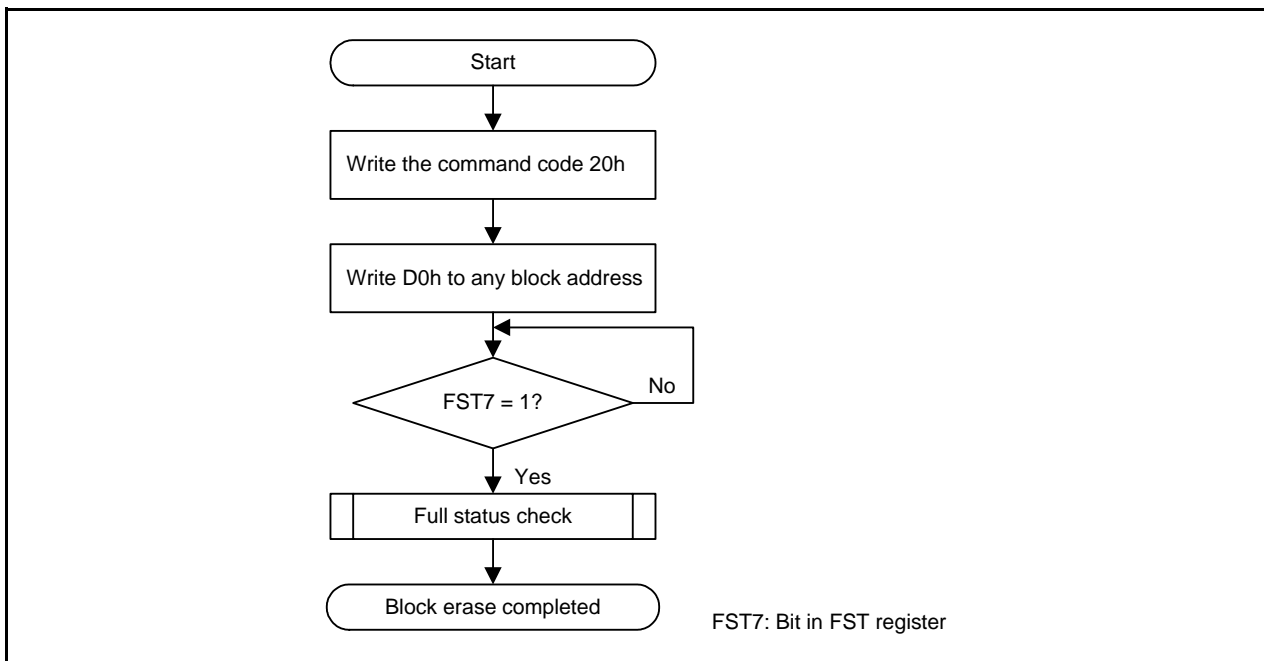 Start
Write the command code 20h
Write D0h to any block address
FST7 = 1?
No
Yes
Full status check
Block erase completed
FST7: Bit in FST register